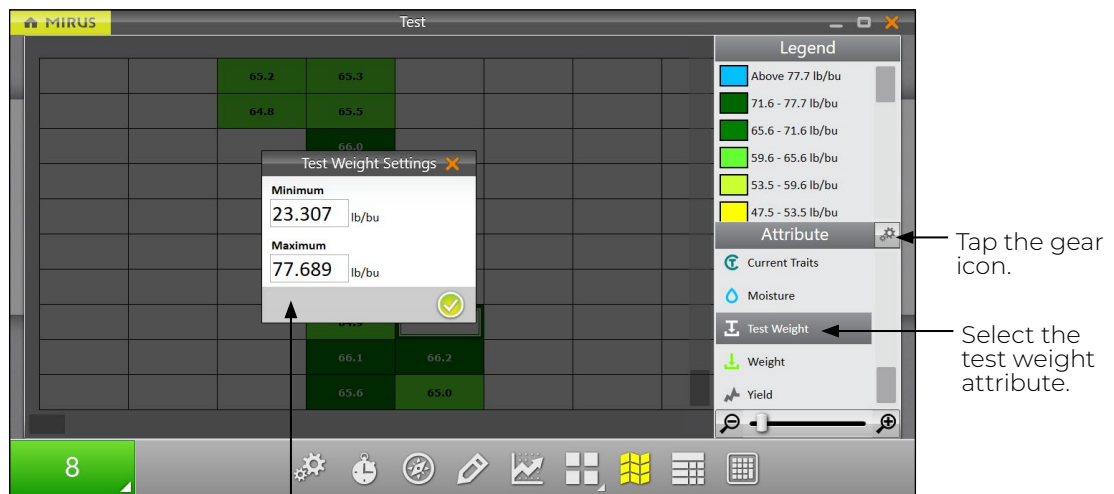 MIRUS
Test
Legend
Above 77.7 lb/bu
71.6 - 77.7 lb/bu
65.6 - 71.6 lb/bu
59.6 - 65.6 lb/bu
53.5 - 59.6 lb/bu
47.5 - 53.5 lb/bu
65.2 65.3
64.8 65.5
66.0
Test Weight Settings
Minimum
23.307 lb/bu
Maximum
77.689 lb/bu
64.9
66.1 66.2
65.6 65.0
Attribute
Current Traits
Moisture
Test Weight
Weight
Yield
8
Tap the gear
icon.
Select the
test weight
attribute.